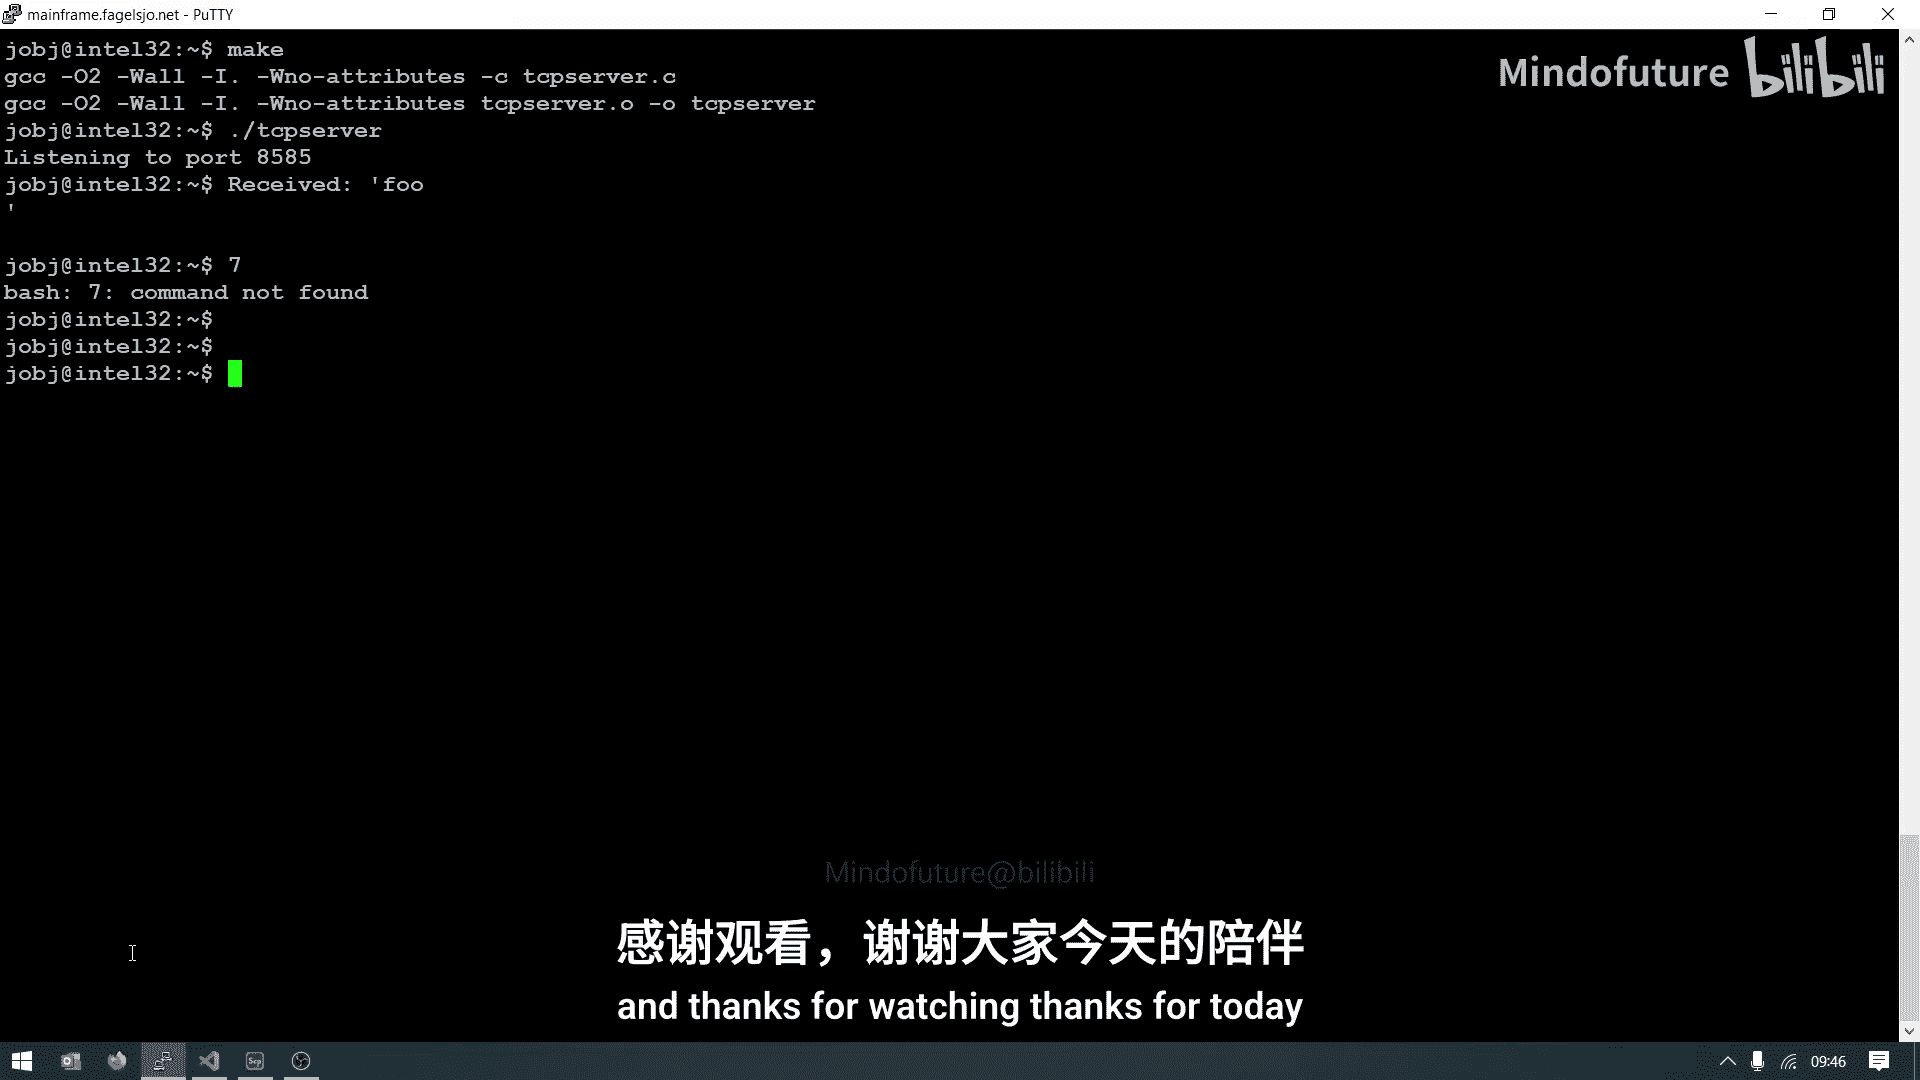 mainframe.fagelsjo.net - PuTTY
jobj@intel32:~$ make
gcc -O2 -Wall -I. -Wno-attributes -c tcpserver.c
gcc -O2 -Wall -I. -Wno-attributes tcpserver.o -o tcpserver
jobj@intel32:~$ ./tcpserver
Listening to port 8585
jobj@intel32:~$ Received: 'foo
'
jobj@intel32:~$ 7
bash: 7: command not found
jobj@intel32:~$
jobj@intel32:~$
jobj@intel32:~$
Mindofuture bilibili
Mindofuture@bilibili
感谢观看，谢谢大家今天的陪伴
and thanks for watching thanks for today
Scp
09:46